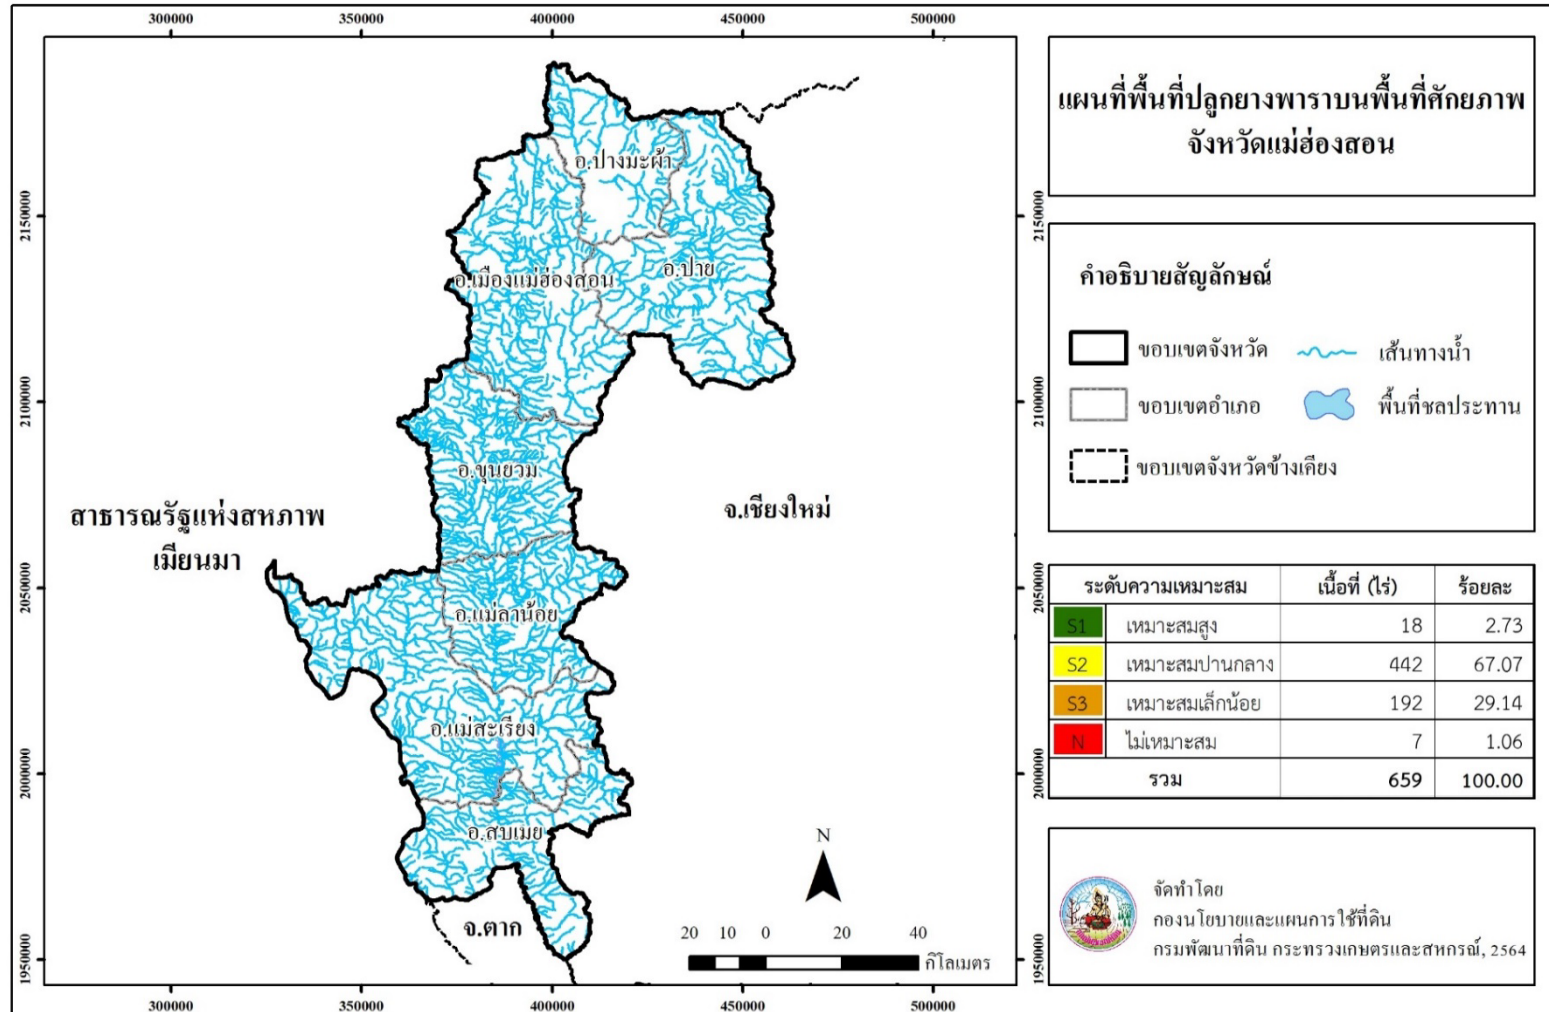 300000 350000 400000 450000 500000
แผนที่พื้นที่ปลูกยางพาราบนพื้นที่ศักยภาพ
จังหวัดแม่ฮ่องสอน
อ.ปางมะผ้า
2150000 2150000
อ.ปาย
อ.เมืองแม่ฮ่องสอน
คำอธิบายสัญลักษณ์
ขอบเขตจังหวัด เส้นทางน้ำ
ขอบเขตอำเภอ พื้นที่ชลประทาน
ขอบเขตจังหวัดข้างเคียง
2100000 2100000
อ.ขุนยวม
สาธารณรัฐแห่งสหภาพ
เมียนมา
จ.เชียงใหม่
2050000 2050000
อ.แม่ลาน้อย
ระดับความเหมาะสม เนื้อที่ (ไร่) ร้อยละ
S1 เหมาะสมสูง 18 2.73
S2 เหมาะสมปานกลาง 442 67.07
S3 เหมาะสมเล็กน้อย 192 29.14
N ไม่เหมาะสม 7 1.06
รวม 659 100.00
อ.แม่สะเรียง
2000000 2000000
อ.สบเมย
N
จ.ตาก
20 10 0 20 40
กิโลเมตร
จัดทำโดย
กองนโยบายและแผนการใช้ที่ดิน
กรมพัฒนาที่ดิน กระทรวงเกษตรและสหกรณ์, 2564
1950000 1950000
300000 350000 400000 450000 500000